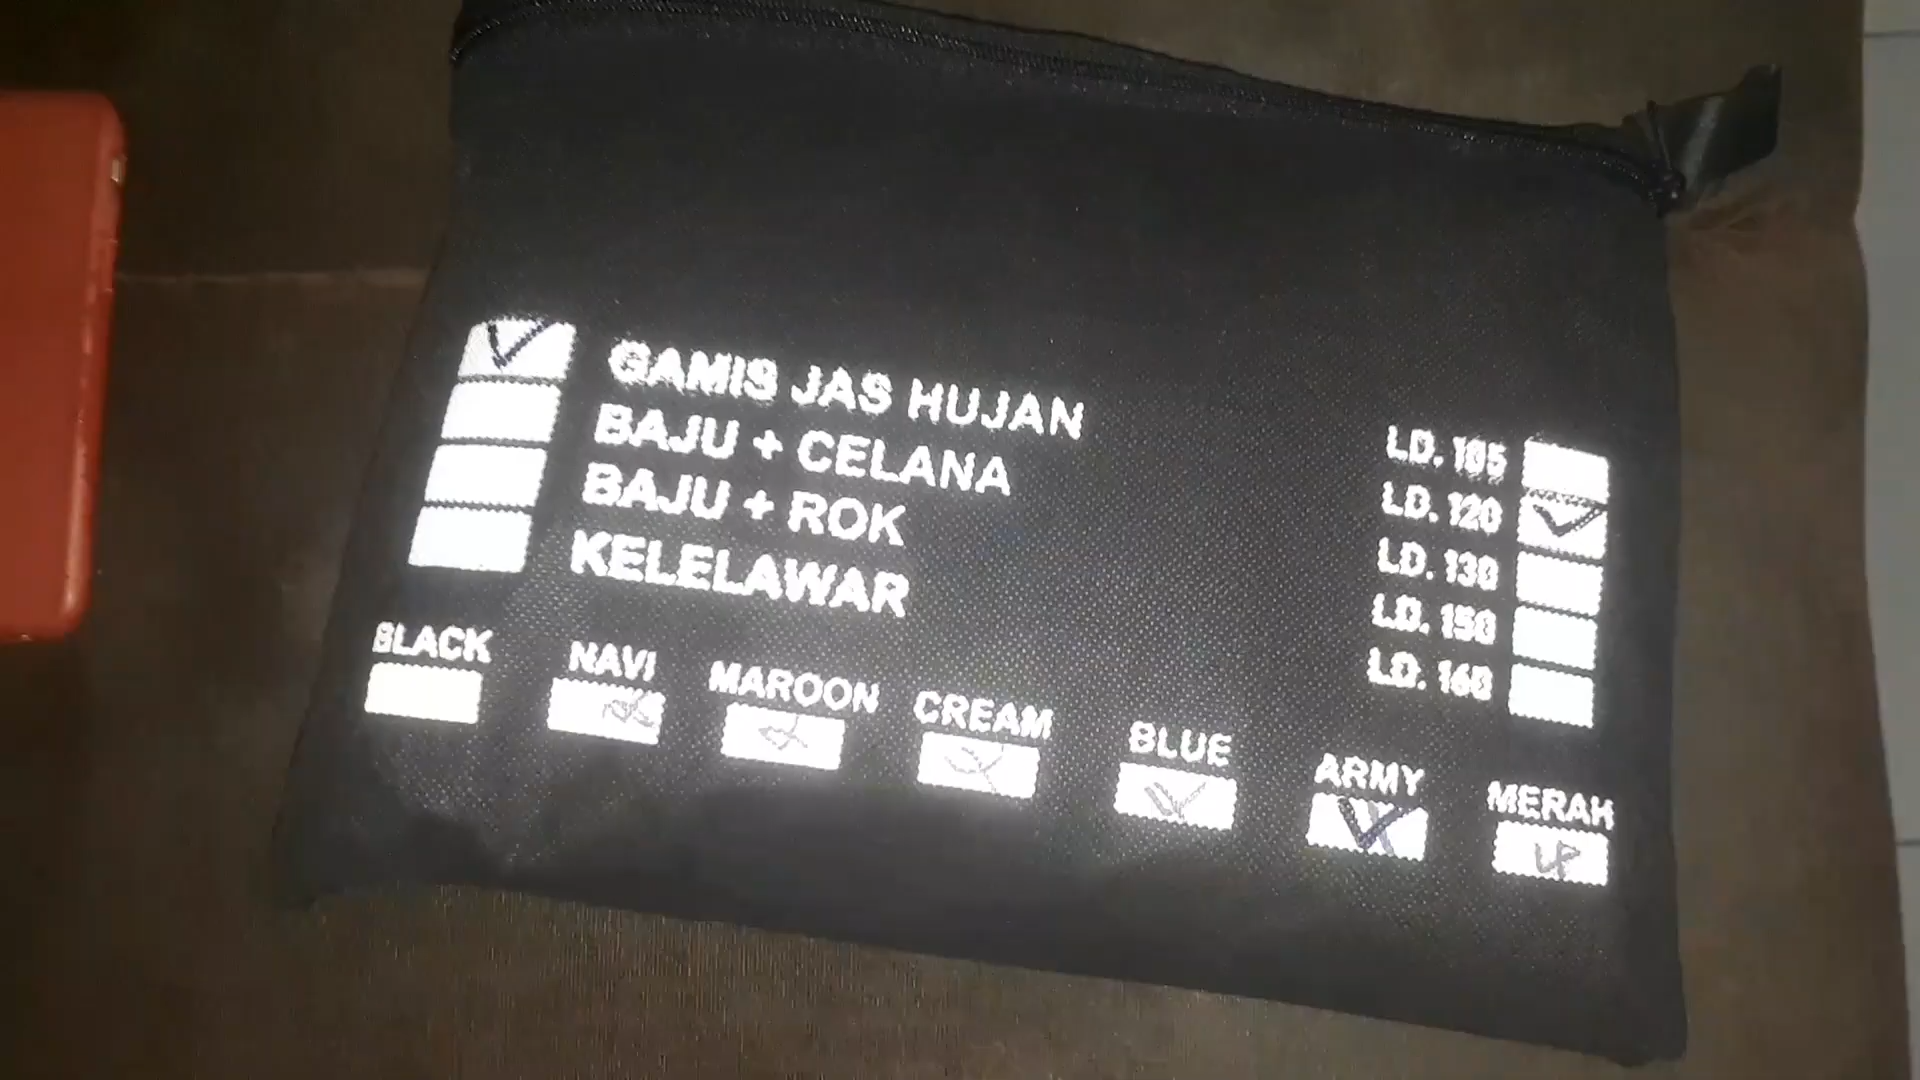 GAMIS JAS HUJAN
BAJU + CELANA
BAJU + ROK
KELELAWAR
LD. 105
LD. 120
LD. 130
LD. 150
LD. 160
BLACK NAVI MAROON CREAM BLUE ARMY MERAH